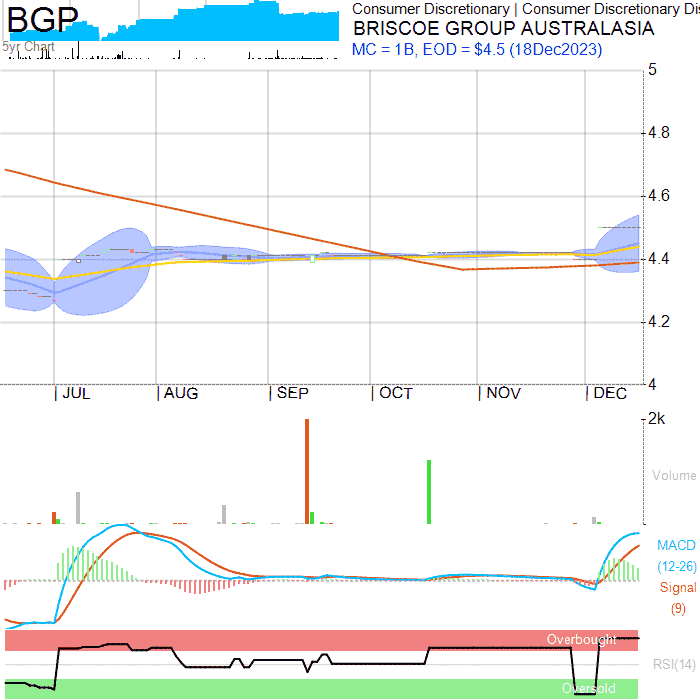 BGP
5yr Chart
Consumer Discretionary | Consumer Discretionary Dis
BRISCOE GROUP AUSTRALASIA
MC = 1B, EOD = $4.5 (18Dec2023)
5
4.8
4.6
4.4
4.2
4
JUL AUG SEP OCT NOV DEC
2k
Volume
MACD
(12-26)
Signal
(9)
Overbought
RSI(14)
Oversold